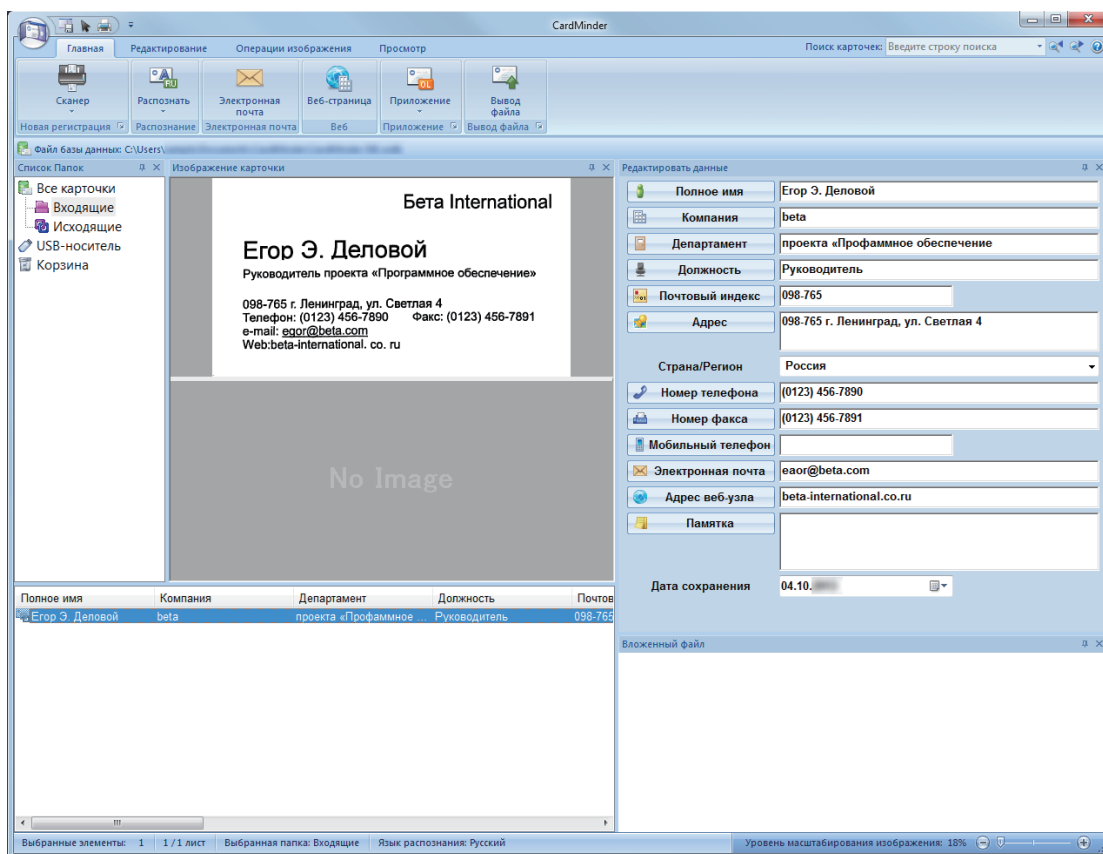 CardMinder
Главная Редактирование Операции изображения Просмотр
Поиск карточек: Введите строку поиска
Сканер
Распознать
Электронная
почта
Веб-страница
Приложение
Вывод
файла
Новая регистрация Распознание Электронная почта Веб Приложение Вывод файла
Файл базы данных: C:\Users\
Список Папок
Все карточки
Входящие
Исходящие
USB-носитель
Корзина
Изображение карточки
Бета International
Егор Э. Деловой
Руководитель проекта «Программное обеспечение»
098-765 г. Ленинград, ул. Светлая 4
Телефон: (0123) 456-7890 Факс: (0123) 456-7891
e-mail: egor@beta.com
Web:beta-international. co. ru
No Image
Редактировать данные
Полное имя Егор Э. Деловой
Компания beta
Департамент проекта «Профаммное обеспечение
Должность Руководитель
Почтовый индекс 098-765
Адрес 098-765 г. Ленинград, ул. Светлая 4
Страна/Регион Россия
Номер телефона (0123) 456-7890
Номер факса (0123) 456-7891
Мобильный телефон
Электронная почта eaor@beta.com
Адрес веб-узла beta-international.co.ru
Памятка
Дата сохранения 04.10.
Полное имя Компания Департамент Должность Почтов
Егор Э. Деловой beta проекта «Профаммное ... Руководитель 098-765
Вложенный файл
Выбранные элементы: 1 1 / 1 лист Выбранная папка: Входящие Язык распознания: Русский
Уровень масштабирования изображения: 18%